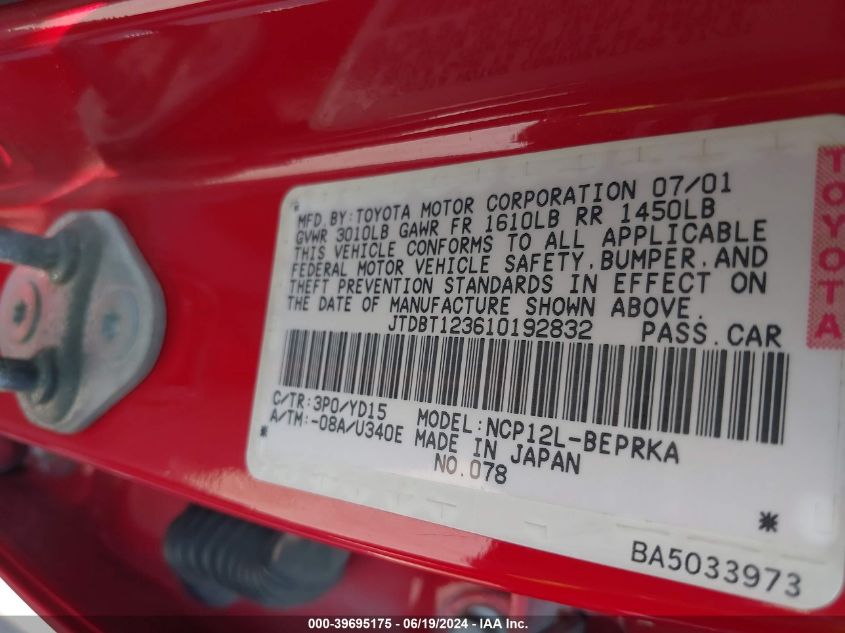 MFD.BY:TOYOTA MOTOR CORPORATION 07/01
GVWR 3010LB GAWR FR 1610LB RR 1450LB
THIS VEHICLE CONFORMS TO ALL APPLICABLE
FEDERAL MOTOR VEHICLE SAFETY,BUMPER,AND
THEFT PREVENTION STANDARDS IN EFFECT ON
THE DATE OF MANUFACTURE SHOWN ABOVE.
JTDBT123610192832 PASS.CAR
C/TR:3P0/YD15 MODEL:NCP12L-BEPRKA
A/TM:-08A/U340E MADE IN JAPAN
NO.078
BA5033973
TOYOTA
000-39695175 - 06/19/2024 - IAA Inc.